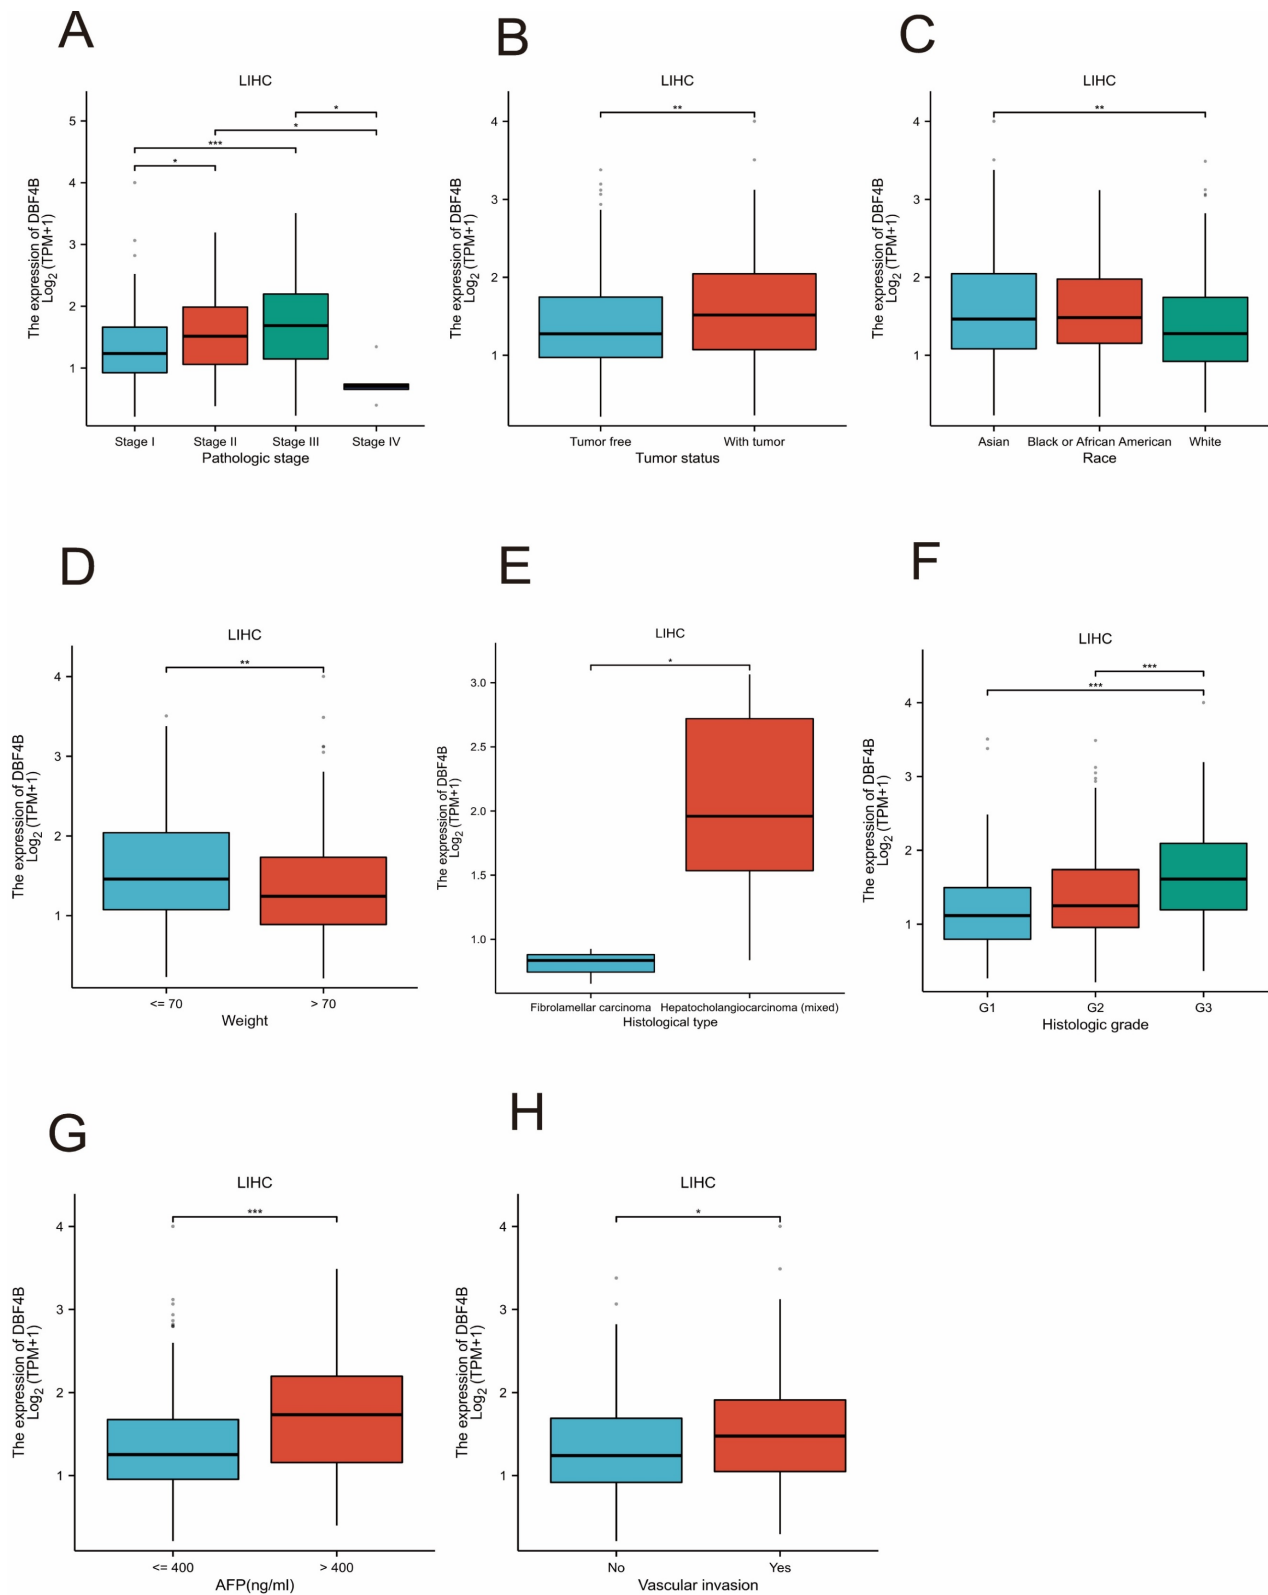 A
LIHC
The expression of DBF4B
Log2 (TPM+1)
5
4
3
2
1
*
*
***
*
Stage I
Stage II
Stage III
Stage IV
Pathologic stage
B
LIHC
The expression of DBF4B
Log2 (TPM+1)
4
3
2
1
**
Tumor free
With tumor
Tumor status
C
LIHC
The expression of DBF4B
Log2 (TPM+1)
4
3
2
1
**
Asian
Black or African American
White
Race
D
LIHC
The expression of DBF4B
Log2 (TPM+1)
4
3
2
1
**
<= 70
> 70
Weight
E
LIHC
The expression of DBF4B
Log2 (TPM+1)
3.0
2.5
2.0
1.5
1.0
*
Fibrolamellar carcinoma
Hepatocholangiocarcinoma (mixed)
Histological type
F
LIHC
The expression of DBF4B
Log2 (TPM+1)
4
3
2
1
***
***
G1
G2
G3
Histologic grade
G
LIHC
The expression of DBF4B
Log2 (TPM+1)
4
3
2
1
***
<= 400
> 400
AFP(ng/ml)
H
LIHC
The expression of DBF4B
Log2 (TPM+1)
4
3
2
1
*
No
Yes
Vascular invasion